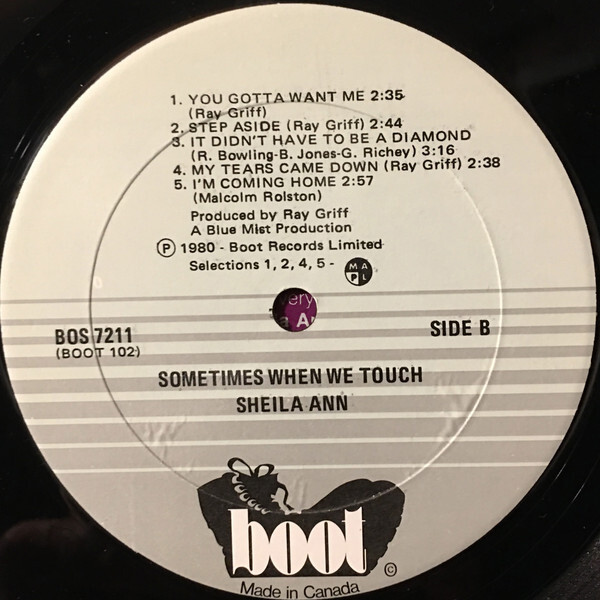 1. YOU GOTTA WANT ME 2:35
(Ray Griff)
2. STEP ASIDE (Ray Griff) 2:44
3. IT DIDN'T HAVE TO BE A DIAMOND
(R. Bowling-B. Jones-G. Richey) 3:16
4. MY TEARS CAME DOWN (Ray Griff) 2:38
5. I'M COMING HOME 2:57
(Malcolm Rolston)
Produced by Ray Griff
A Blue Mist Production
Ⓟ 1980 - Boot Records Limited
Selections 1, 2, 4, 5 - MAPL
BOS 7211
(BOOT 102)
SIDE B
SOMETIMES WHEN WE TOUCH
SHEILA ANN
boot ©
Made in Canada